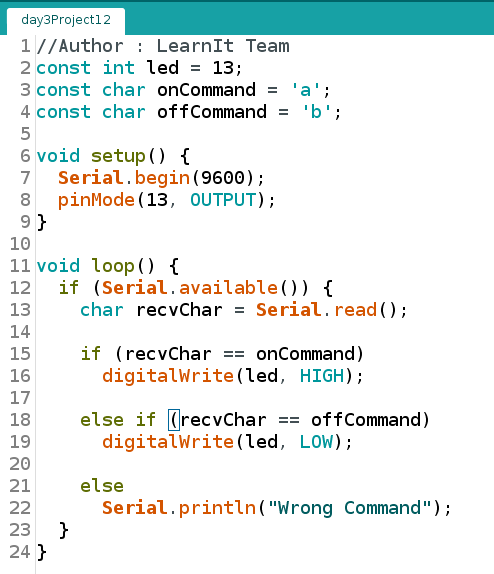 day3Project12
1 //Author : LearnIt Team
2 const int led = 13;
3 const char onCommand = 'a';
4 const char offCommand = 'b';
5
6 void setup() {
7   Serial.begin(9600);
8   pinMode(13, OUTPUT);
9 }
10
11 void loop() {
12   if (Serial.available()) {
13     char recvChar = Serial.read();
14
15     if (recvChar == onCommand)
16       digitalWrite(led, HIGH);
17
18     else if (recvChar == offCommand)
19       digitalWrite(led, LOW);
20
21     else
22       Serial.println("Wrong Command");
23   }
24 }